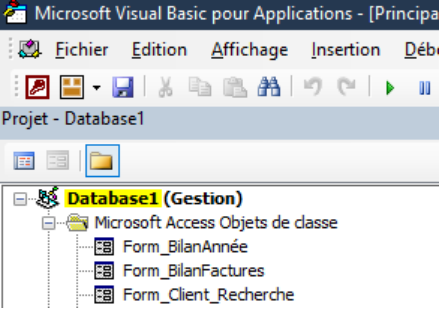 Microsoft Visual Basic pour Applications - [Principa
Fichier Edition Affichage Insertion Débo
Projet - Database1
Database1 (Gestion)
Microsoft Access Objets de classe
Form_BilanAnnée
Form_BilanFactures
Form_Client_Recherche